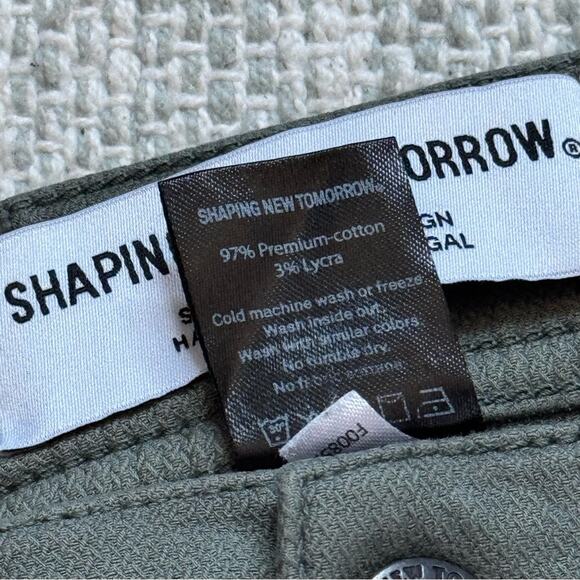 SHAPIN ORROW®
GN
GAL
SHAPING NEW TOMORROW®
97% Premium-cotton
3% Lycra
Cold machine wash or freeze
Wash inside out.
Wash with similar colors.
No tumble dry.
No